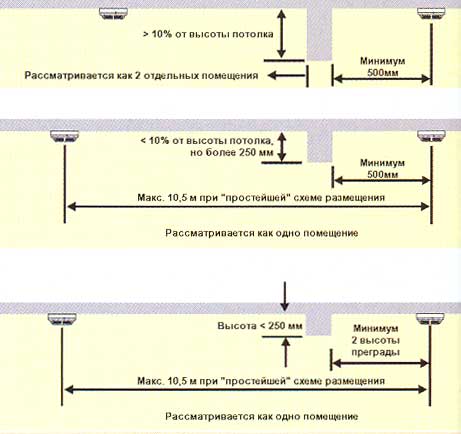 > 10% от высоты потолка
Минимум
500мм
Рассматривается как 2 отдельных помещения
< 10% от высоты потолка,
но более 250 мм
Минимум
500мм
Макс. 10,5 м при "простейшей" схеме размещения
Рассматривается как одно помещение
Высота < 250 мм
Минимум
2 высоты
преграды
Макс. 10,5 м при "простейшей" схеме размещения
Рассматривается как одно помещение